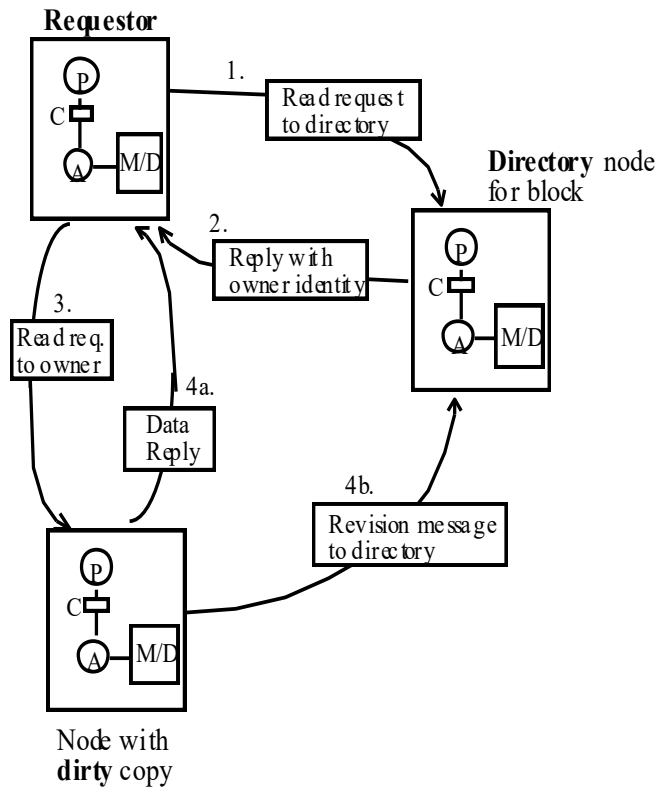 Requestor
1.
P
C
A
M/D
Read request
to directory
Directory node
for block
2.
Reply with
owner identity
P
C
A
M/D
3.
Read req.
to owner
4a.
Data
Reply
4b.
Revision message
to directory
P
C
A
M/D
Node with
dirty copy